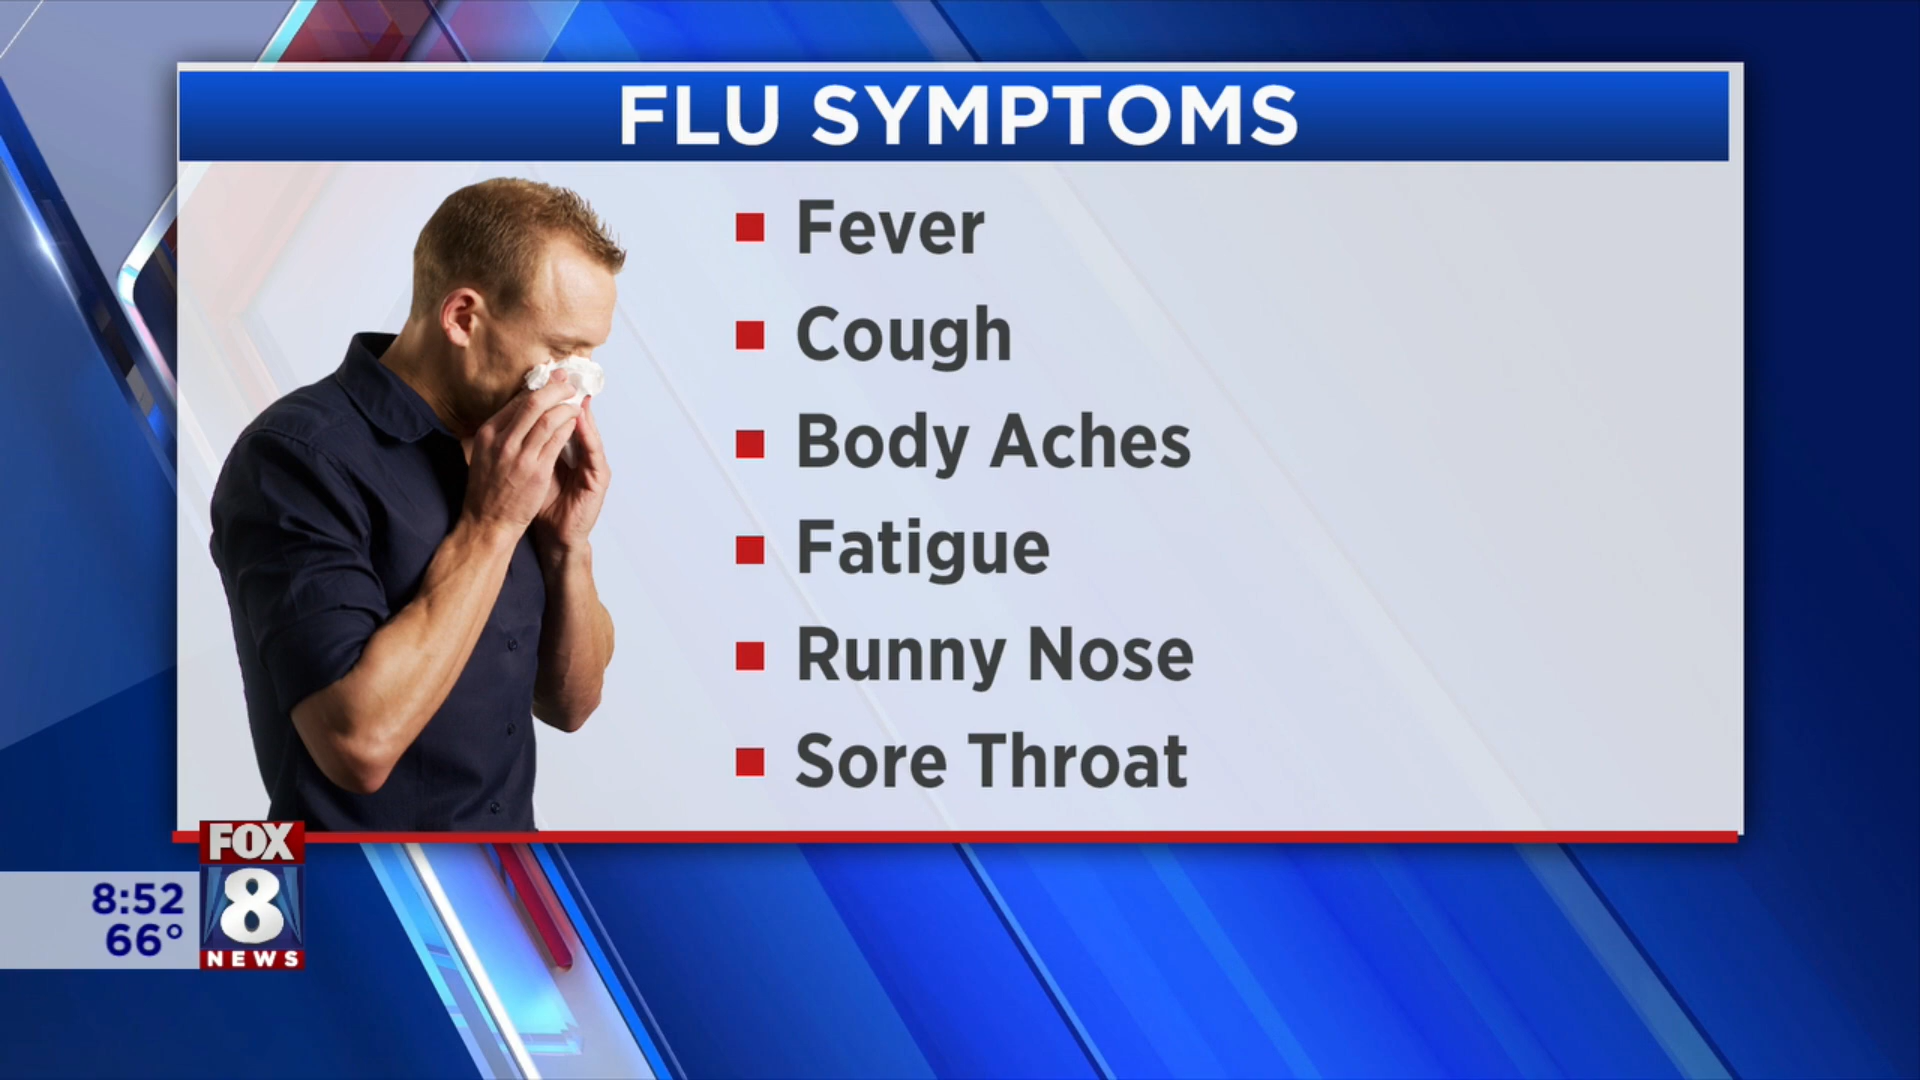 FLU SYMPTOMS
Fever
Cough
Body Aches
Fatigue
Runny Nose
Sore Throat
FOX
8
NEWS
8:52
66°